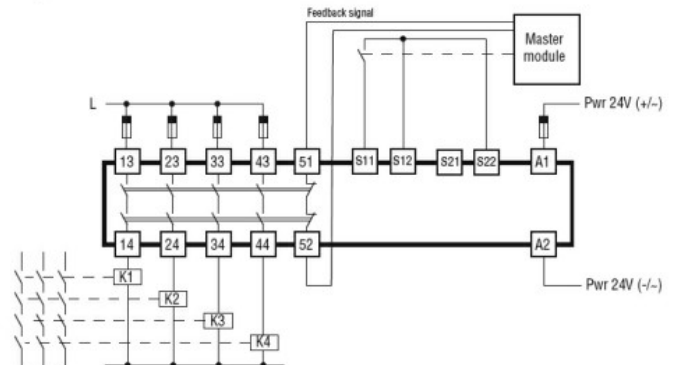 Feedback signal
Master
module
L
Pwr 24V (+/~)
13 23 33 43 51 S11 S12 S21 S22 A1
14 24 34 44 52 A2
K1
Pwr 24V (-/~)
K2
K3
K4